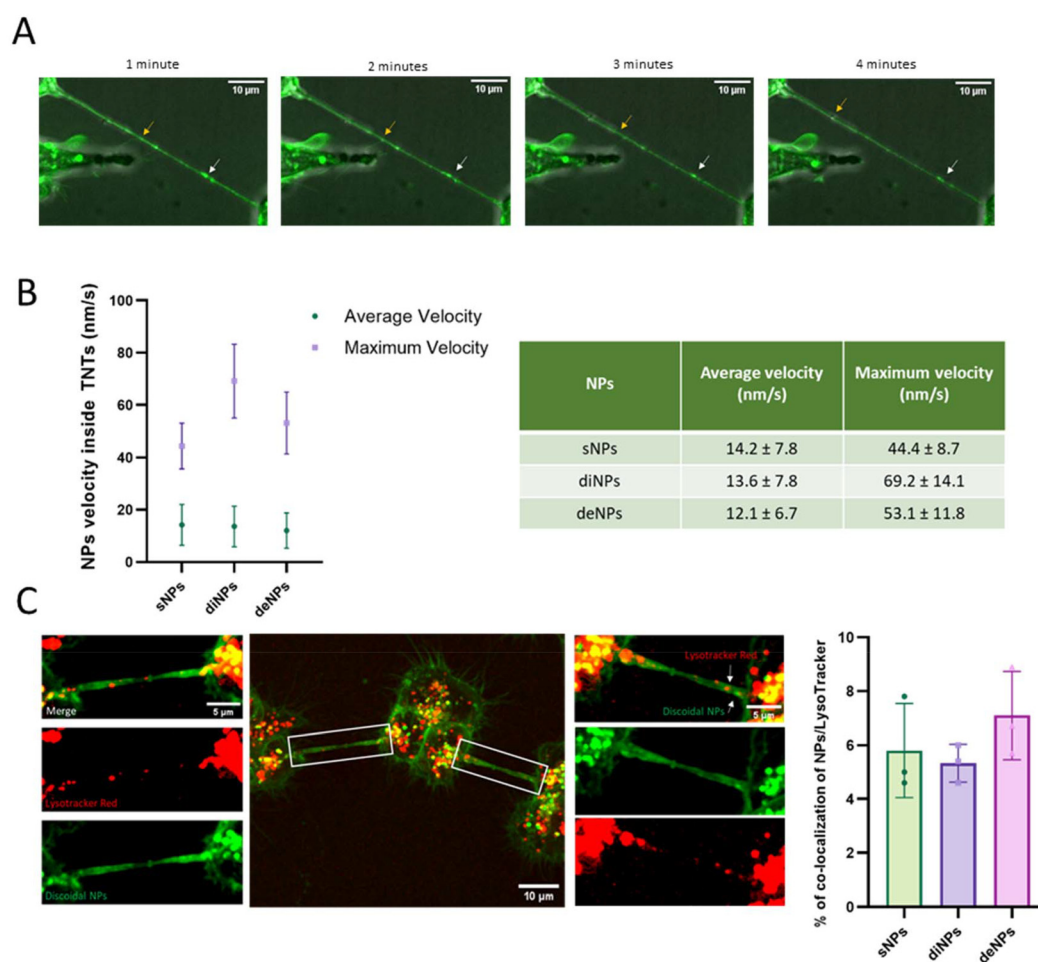 A
1 minute
2 minutes
3 minutes
4 minutes
10 µm
10 µm
10 µm
10 µm
B
NPs velocity inside TNTs (nm/s)
100
80
60
40
20
0
sNPs
diNPs
deNPs
Average Velocity
Maximum Velocity
NPs Average velocity (nm/s) Maximum velocity (nm/s)
sNPs 14.2 ± 7.8 44.4 ± 8.7
diNPs 13.6 ± 7.8 69.2 ± 14.1
deNPs 12.1 ± 6.7 53.1 ± 11.8
C
Merge
5 µm
Lysotracker Red
Discoidal NPs
10 µm
Lysotracker Red
Discoidal NPs
5 µm
% of co-localization of NPs/LysoTracker
10
8
6
4
2
0
sNPs
diNPs
deNPs